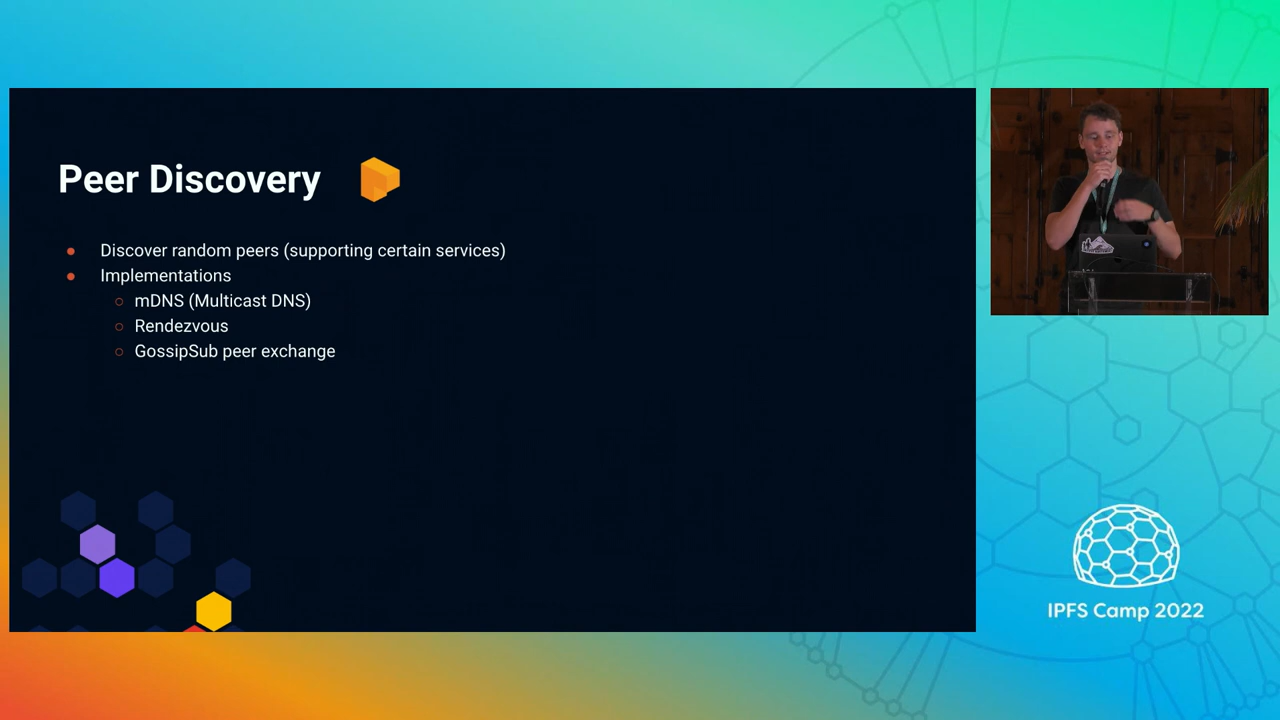 Peer Discovery
● Discover random peers (supporting certain services)
● Implementations
○ mDNS (Multicast DNS)
○ Rendezvous
○ GossipSub peer exchange
IPFS Camp 2022